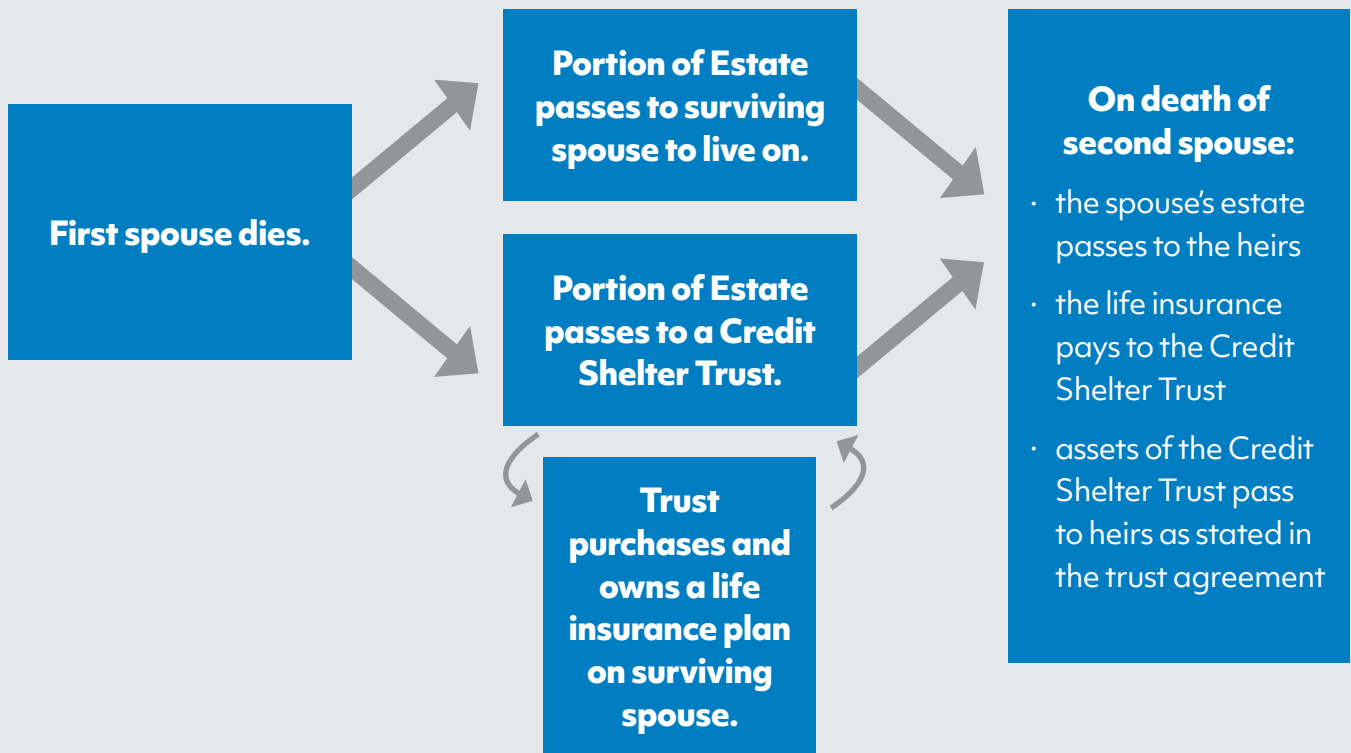 First spouse dies.
Portion of Estate
passes to surviving
spouse to live on.
Portion of Estate
passes to a Credit
Shelter Trust.
Trust
purchases and
owns a life
insurance plan
on surviving
spouse.
On death of
second spouse:
· the spouse’s estate
passes to the heirs
· the life insurance
pays to the Credit
Shelter Trust
· assets of the Credit
Shelter Trust pass
to heirs as stated in
the trust agreement